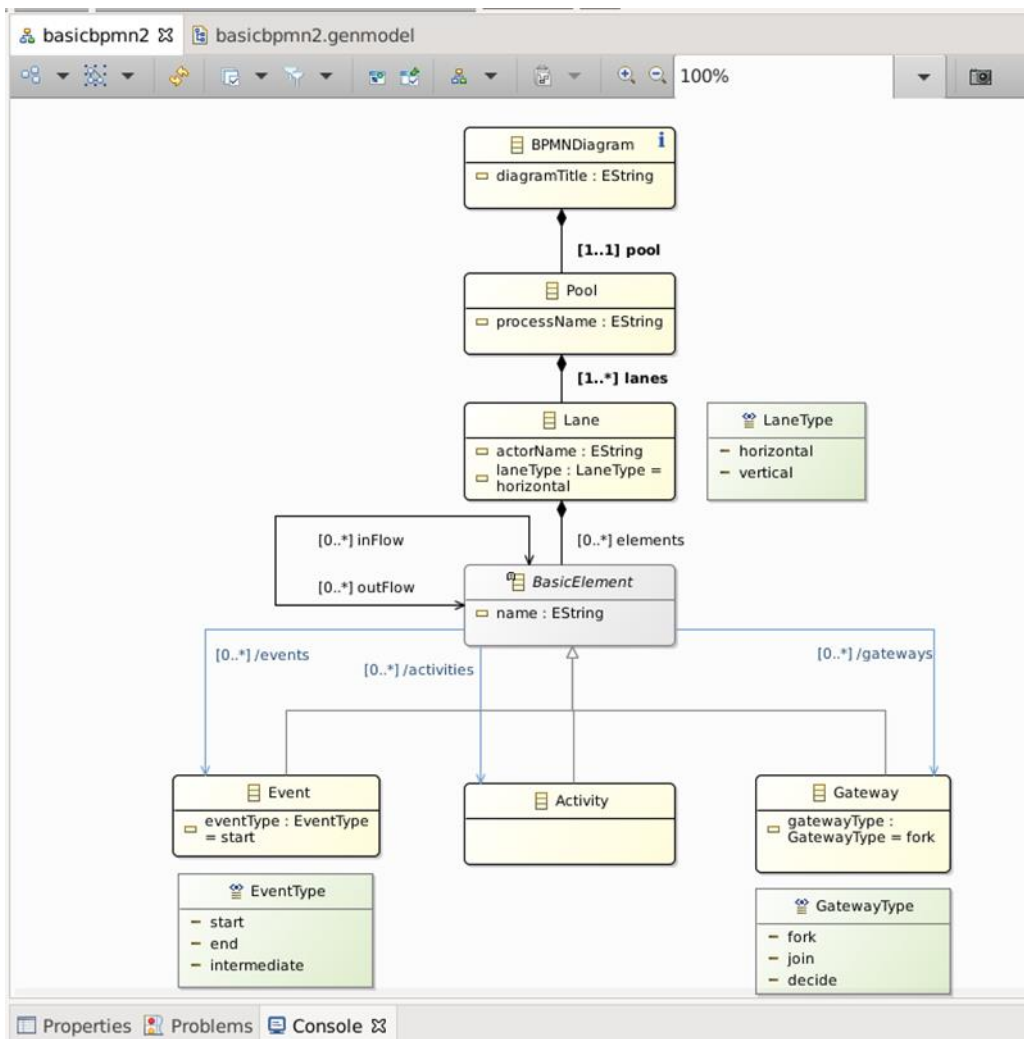 basicbpmn2
basicbpmn2.genmodel
100%
BPMNDiagram
diagramTitle : EString
[1..1] pool
Pool
processName : EString
[1..*] lanes
Lane
actorName : EString
laneType : LaneType =
horizontal
LaneType
horizontal
vertical
[0..*] inFlow
[0..*] elements
[0..*] outFlow
BasicElement
name : EString
[0..*] /events
[0..*] /activities
[0..*] /gateways
Event
eventType : EventType
= start
Activity
Gateway
gatewayType :
GatewayType = fork
EventType
start
end
intermediate
GatewayType
fork
join
decide
Properties Problems Console